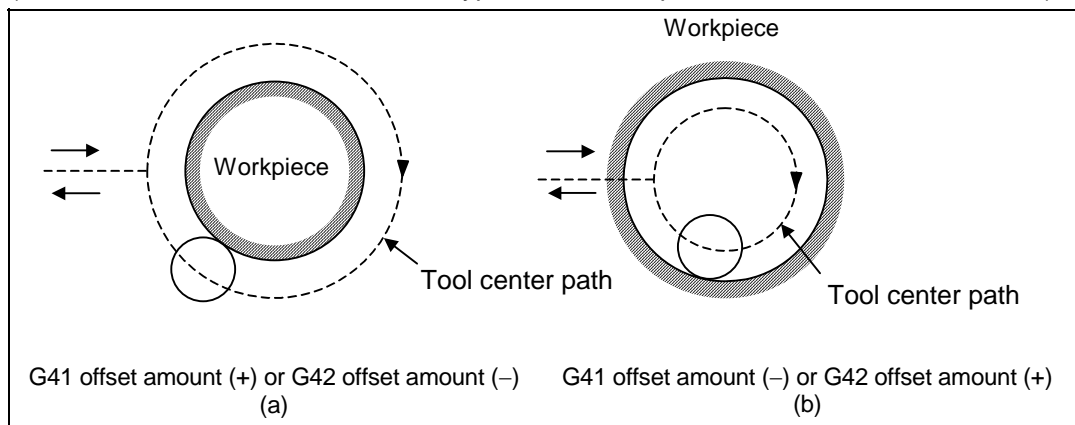 Workpiece
Workpiece
Tool center path
Tool center path
G41 offset amount (+) or G42 offset amount (−)
(a)
G41 offset amount (−) or G42 offset amount (+)
(b)